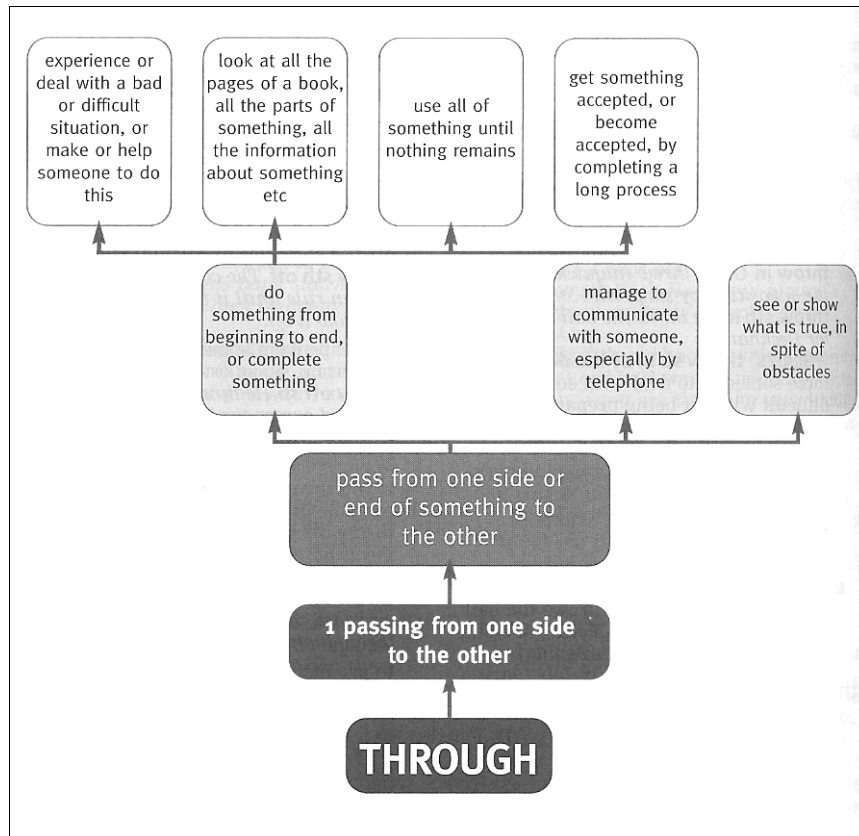 experience or
deal with a bad
or difficult
situation, or
make or help
someone to do
this
look at all the
pages of a book,
all the parts of
something, all
the information
about something
etc
use all of
something until
nothing remains
get something
accepted, or
become
accepted, by
completing a
long process
do
something from
beginning to end,
or complete
something
manage to
communicate
with someone,
especially by
telephone
see or show
what is true, in
spite of
obstacles
pass from one side or
end of something to
the other
1 passing from one side
to the other
THROUGH